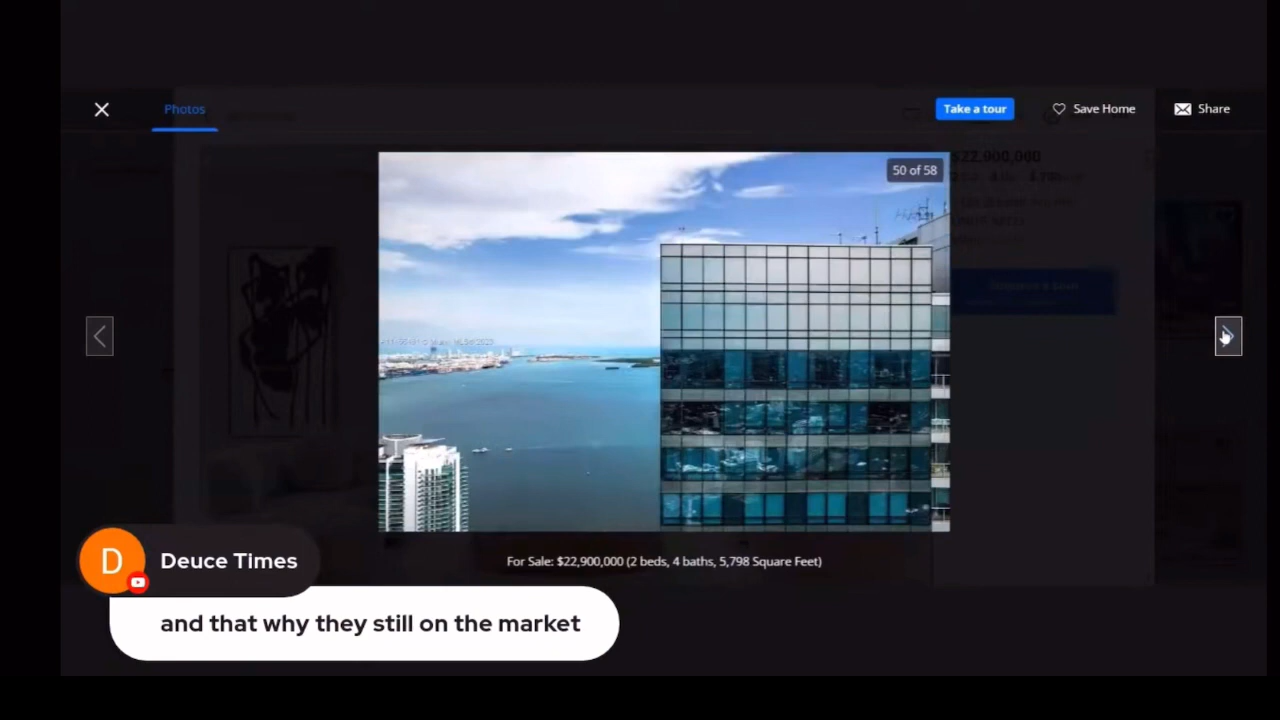 Photos
Take a tour
Save Home
Share
50 of 58
$22,900,000
For Sale: $22,900,000 (2 beds, 4 baths, 5,798 Square Feet)
D
Deuce Times
and that why they still on the market